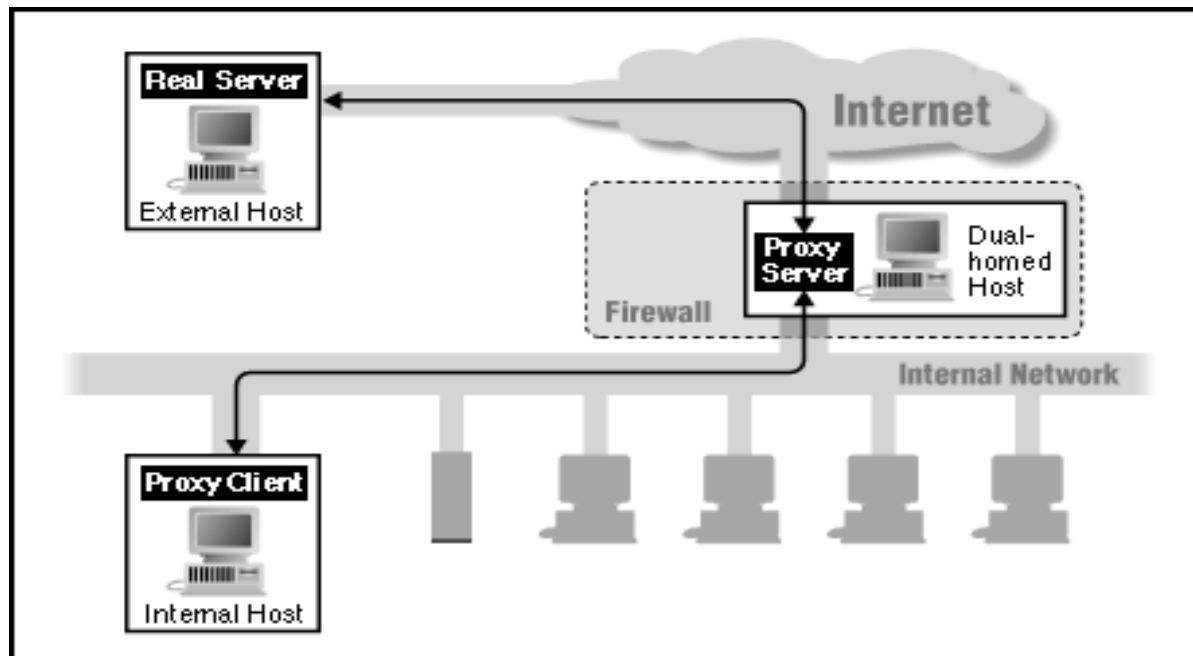 Real Server
External Host
Internet
Proxy
Server
Dual-
homed
Host
Firewall
Internal Network
Proxy Client
Internal Host